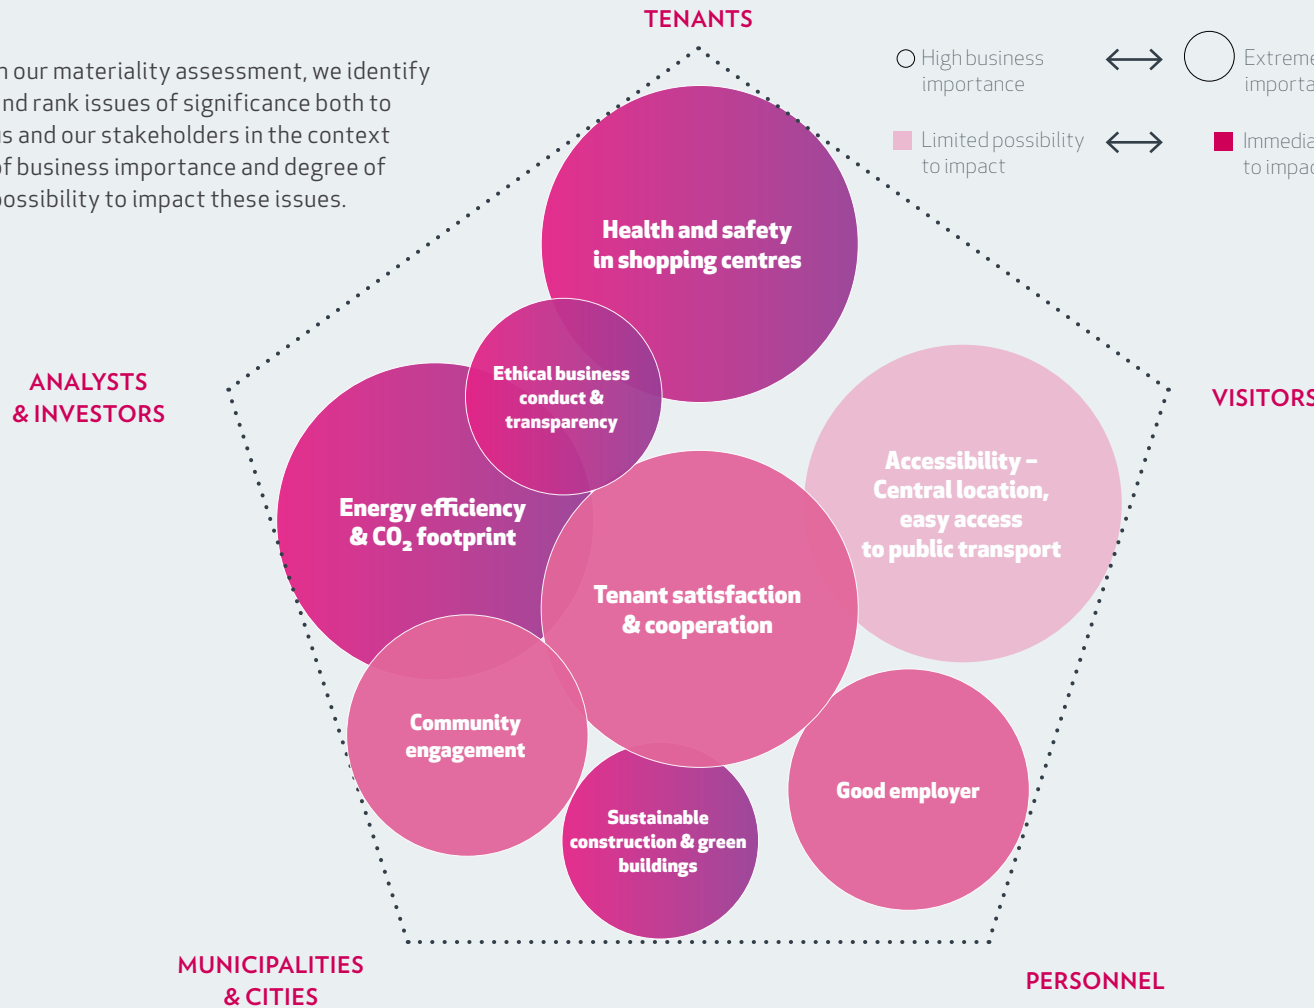 TENANTS
n our materiality assessment, we identify
nd rank issues of significance both to
us and our stakeholders in the context
of business importance and degree of
possibility to impact these issues.
High business
importance
Extreme
importa
Limited possibility
to impact
Immedia
to impac
Health and safety
in shopping centres
ANALYSTS
& INVESTORS
VISITORS
Ethical business
conduct &
transparency
Accessibility –
Central location,
easy access
to public transport
Energy efficiency
& CO₂ footprint
Tenant satisfaction
& cooperation
Community
engagement
Good employer
Sustainable
construction & green
buildings
MUNICIPALITIES
& CITIES
PERSONNEL